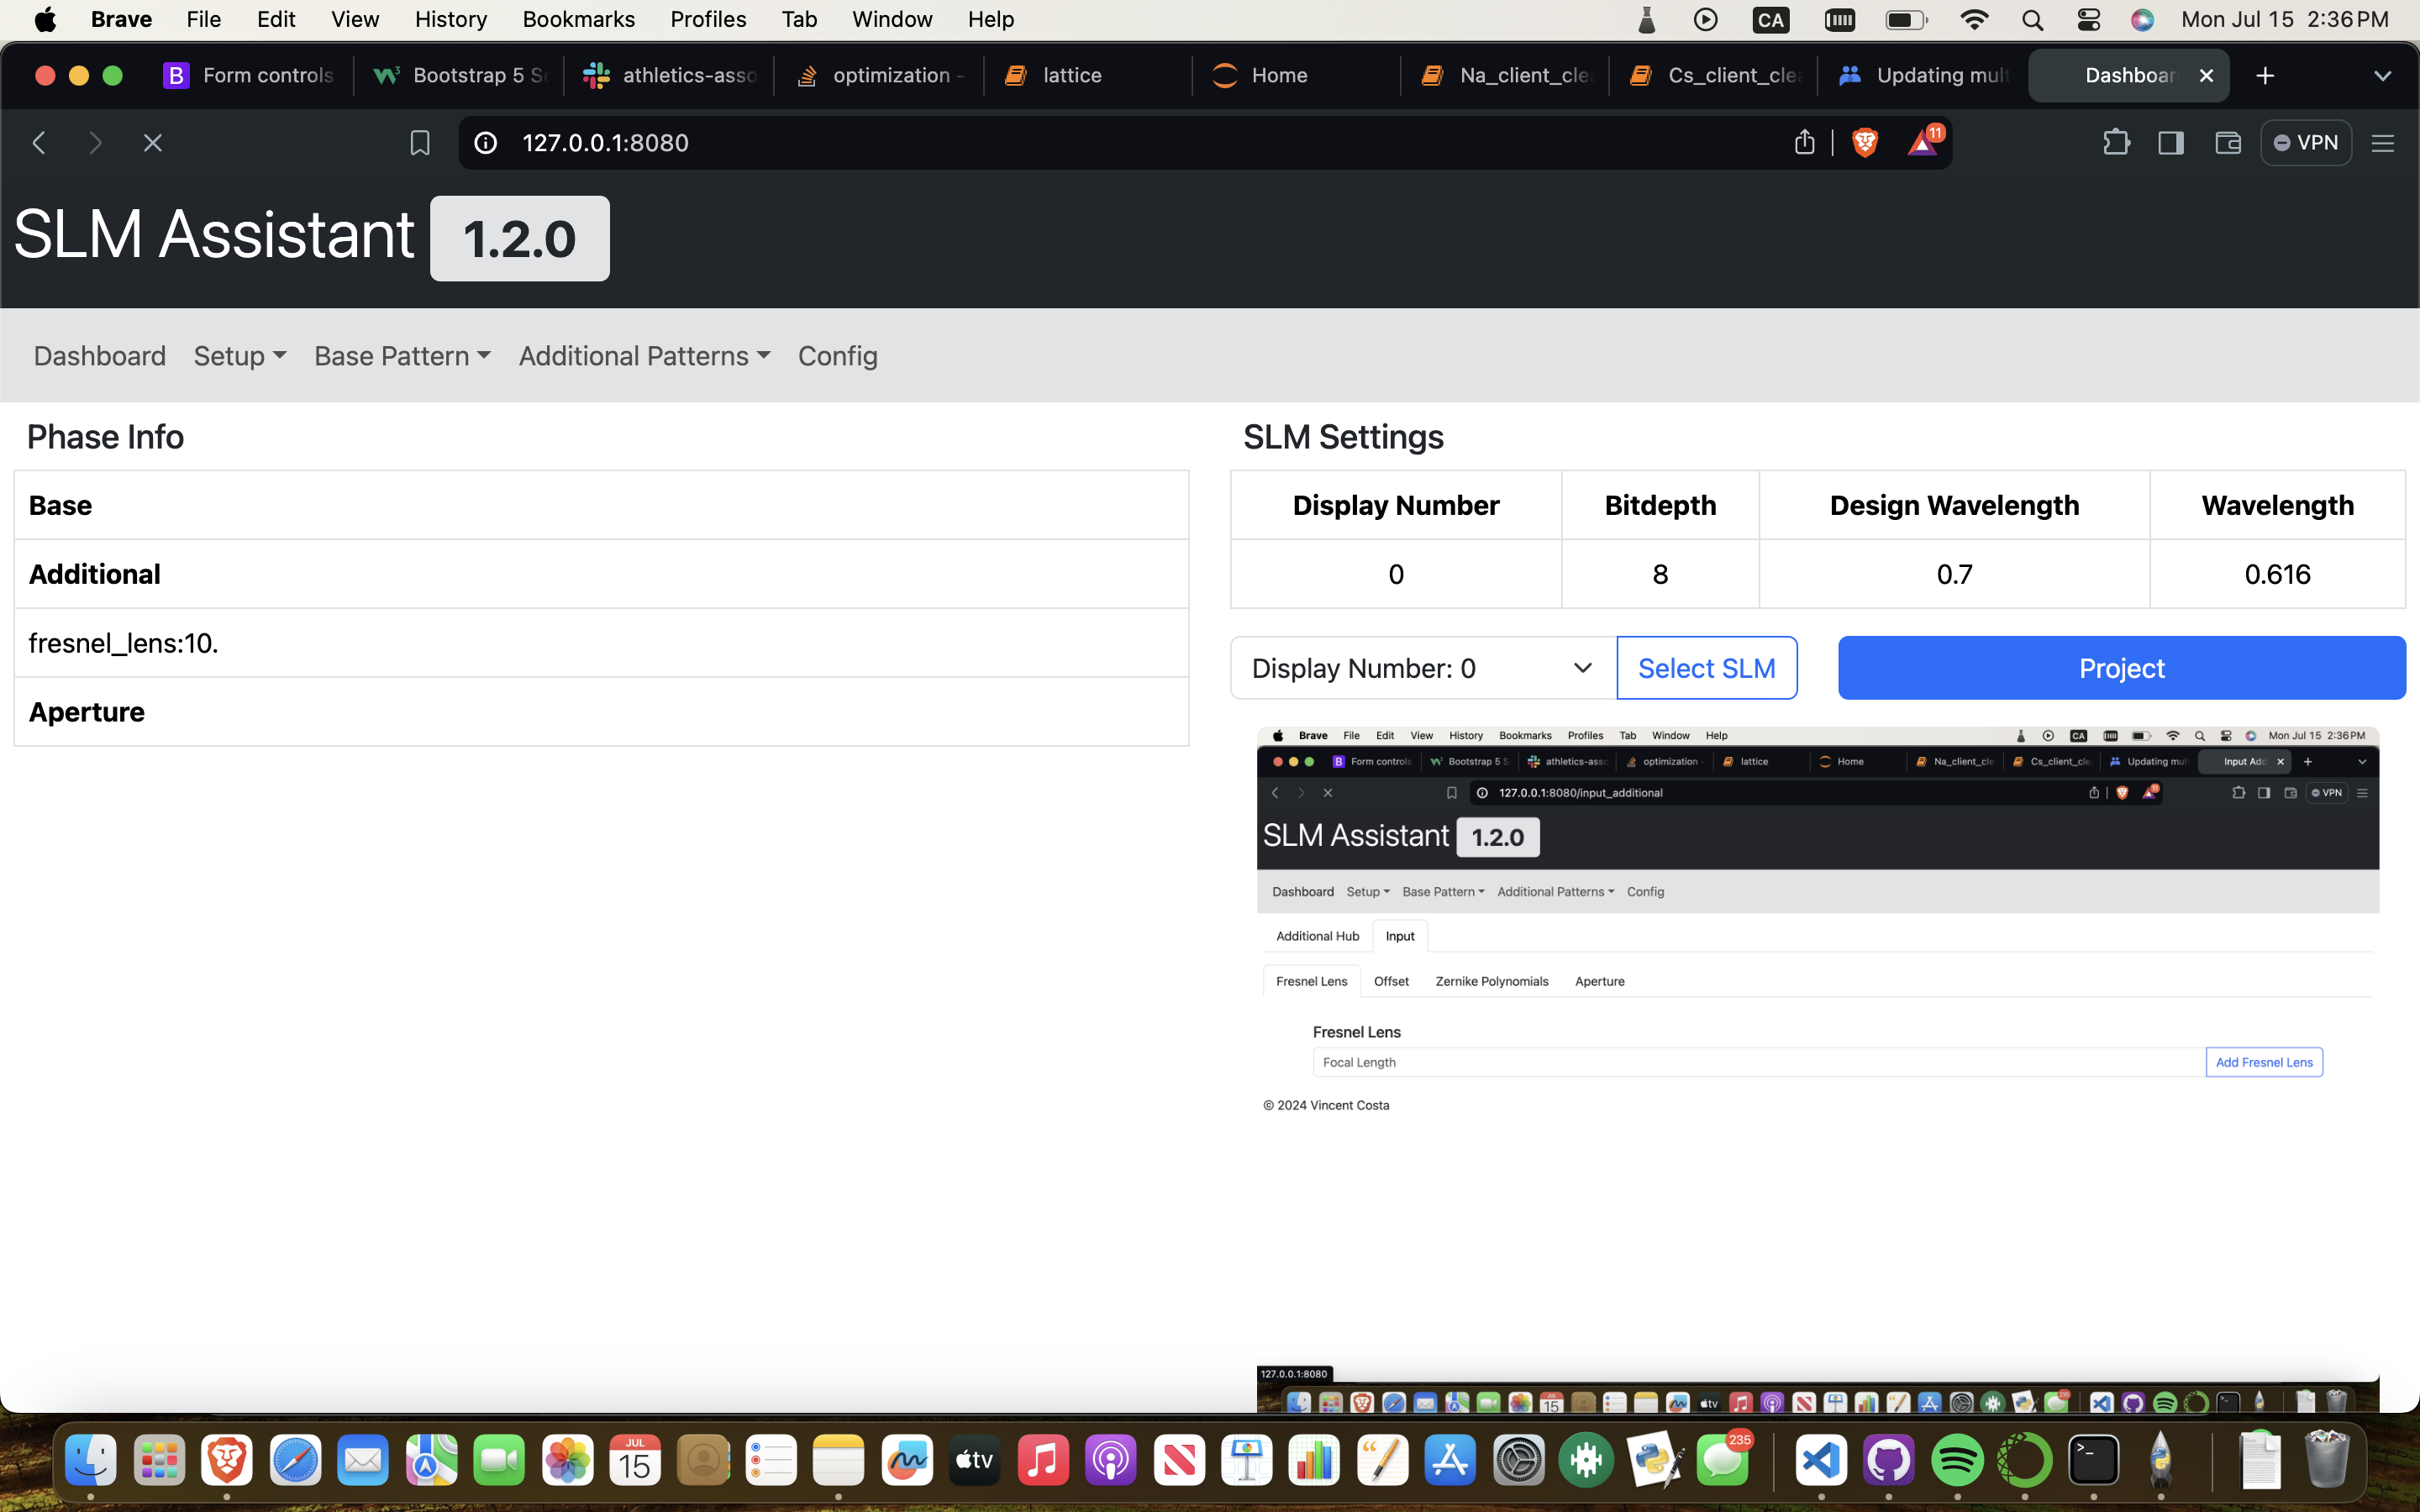 Brave File Edit View History Bookmarks Profiles Tab Window Help CA Mon Jul 15 2:36 PM
Form controls Bootstrap 5 S athletics-asso optimization - lattice Home Na_client_cle Cs_client_cle Updating mul Dashboar
127.0.0.1:8080 11 VPN
SLM Assistant 1.2.0
Dashboard Setup Base Pattern Additional Patterns Config
Phase Info
Base
Additional
fresnel_lens:10.
Aperture
SLM Settings
Display Number Bitdepth Design Wavelength Wavelength
0 8 0.7 0.616
Display Number: 0 Select SLM Project
Brave File Edit View History Bookmarks Profiles Tab Window Help CA Mon Jul 15 2:36 PM
Form controls Bootstrap 5 S athletics-asso optimization - lattice Home Na_client_cle Cs_client_cle Updating mul Input Add
127.0.0.1:8080/input_additional VPN
SLM Assistant 1.2.0
Dashboard Setup Base Pattern Additional Patterns Config
Additional Hub Input
Fresnel Lens Offset Zernike Polynomials Aperture
Fresnel Lens
Focal Length Add Fresnel Lens
© 2024 Vincent Costa
127.0.0.1:8080
15 tv
JUL 15 tv 235